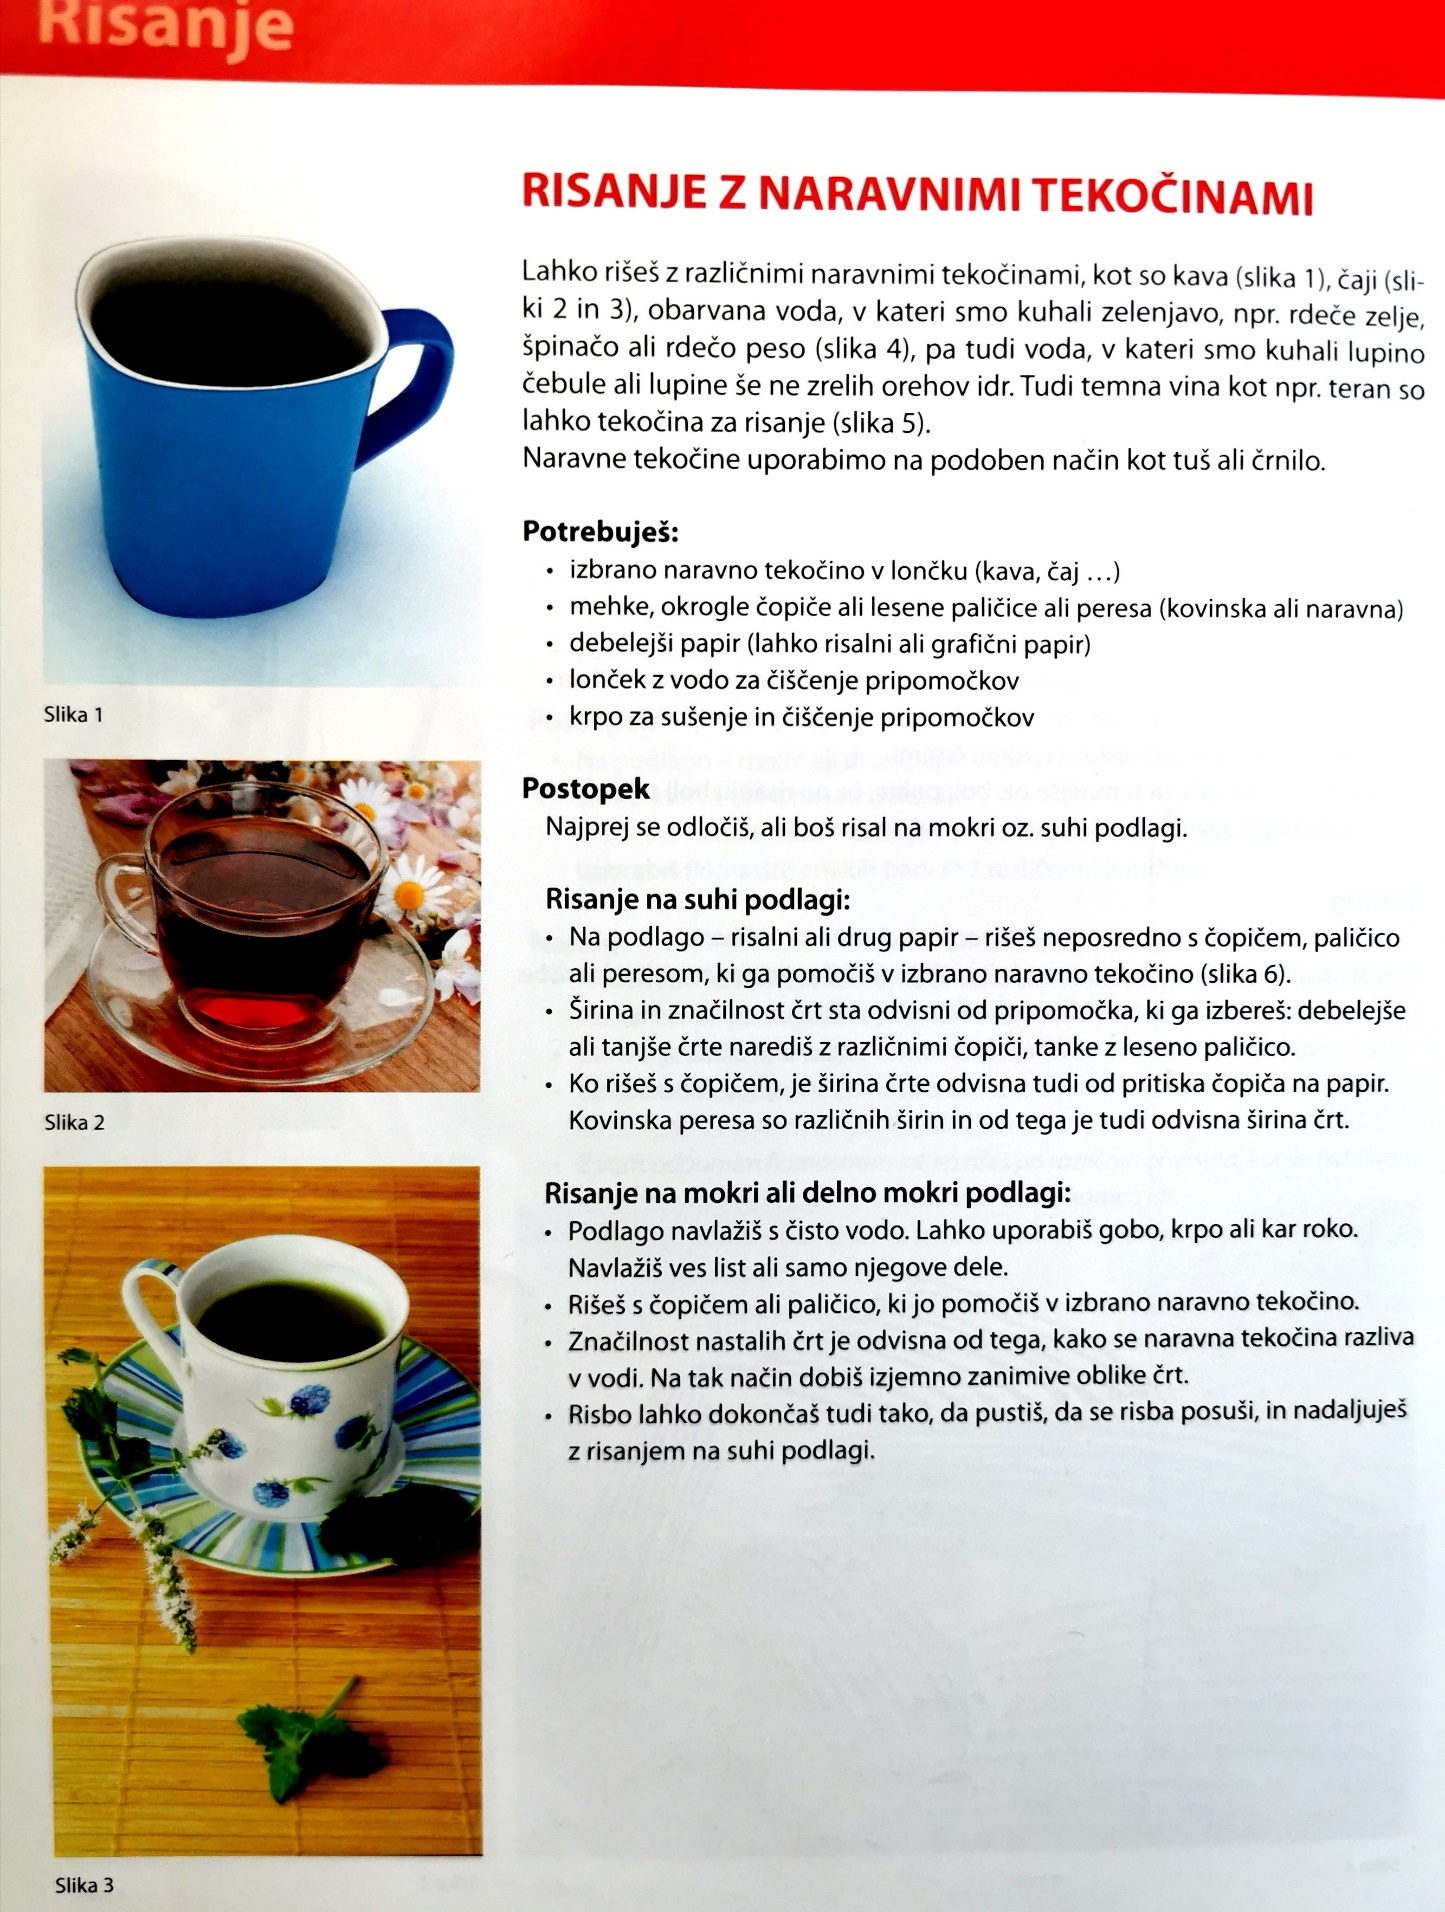 Risanje
RISANJE Z NARAVNIMI TEKOČINAMI
Lahko rišeš z različnimi naravnimi tekočinami, kot so kava (slika 1), čaji (sli-
ki 2 in 3), obarvana voda, v kateri smo kuhali zelenjavo, npr. rdeče zelje,
špinačo ali rdečo peso (slika 4), pa tudi voda, v kateri smo kuhali lupino
čebule ali lupine še ne zrelih orehov idr. Tudi temna vina kot npr. teran so
lahko tekočina za risanje (slika 5).
Naravne tekočine uporabimo na podoben način kot tuš ali črnilo.
Potrebuješ:
• izbrano naravno tekočino v lončku (kava, čaj …)
• mehke, okrogle čopiče ali lesene paličice ali peresa (kovinska ali naravna)
• debelejši papir (lahko risalni ali grafični papir)
• lonček z vodo za čiščenje pripomočkov
• krpo za sušenje in čiščenje pripomočkov
Postopek
Najprej se odločiš, ali boš risal na mokri oz. suhi podlagi.
Risanje na suhi podlagi:
• Na podlago – risalni ali drug papir – rišeš neposredno s čopičem, paličico
ali peresom, ki ga pomočiš v izbrano naravno tekočino (slika 6).
• Širina in značilnost črt sta odvisni od pripomočka, ki ga izbereš: debelejše
ali tanjše črte narediš z različnimi čopiči, tanke z leseno paličico.
• Ko rišeš s čopičem, je širina črte odvisna tudi od pritiska čopiča na papir.
Kovinska peresa so različnih širin in od tega je tudi odvisna širina črt.
Risanje na mokri ali delno mokri podlagi:
• Podlago navlažiš s čisto vodo. Lahko uporabiš gobo, krpo ali kar roko.
Navlažiš ves list ali samo njegove dele.
• Rišeš s čopičem ali paličico, ki jo pomočiš v izbrano naravno tekočino.
• Značilnost nastalih črt je odvisna od tega, kako se naravna tekočina razliva
v vodi. Na tak način dobiš izjemno zanimive oblike črt.
• Risbo lahko dokončaš tudi tako, da pustiš, da se risba posuši, in nadaljuješ
z risanjem na suhi podlagi.
Slika 1
Slika 2
Slika 3